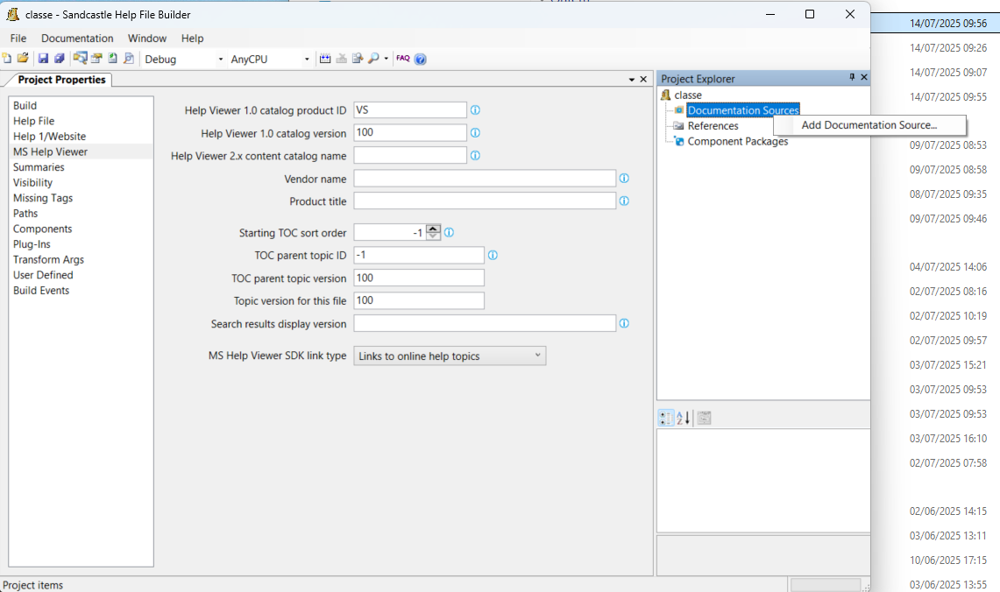 classe - Sandcastle Help File Builder
File Documentation Window Help
Debug AnyCPU FAQ
Project Properties
Build
Help File
Help 1/Website
MS Help Viewer
Summaries
Visibility
Missing Tags
Paths
Components
Plug-Ins
Transform Args
User Defined
Build Events
Help Viewer 1.0 catalog product ID VS
Help Viewer 1.0 catalog version 100
Help Viewer 2.x content catalog name
Vendor name
Product title
Starting TOC sort order -1
TOC parent topic ID -1
TOC parent topic version 100
Topic version for this file 100
Search results display version
MS Help Viewer SDK link type Links to online help topics
Project Explorer
classe
Documentation Sources
References
Component Packages
Add Documentation Source...
Project items
14/07/2025 09:56
14/07/2025 09:26
14/07/2025 09:07
14/07/2025 09:55
09/07/2025 08:53
09/07/2025 08:58
08/07/2025 09:35
09/07/2025 09:46
04/07/2025 14:06
02/07/2025 08:16
02/07/2025 10:19
02/07/2025 09:57
03/07/2025 15:21
03/07/2025 09:53
03/07/2025 09:53
03/07/2025 16:10
02/07/2025 07:58
02/06/2025 14:15
03/06/2025 13:11
10/06/2025 17:15
03/06/2025 13:55